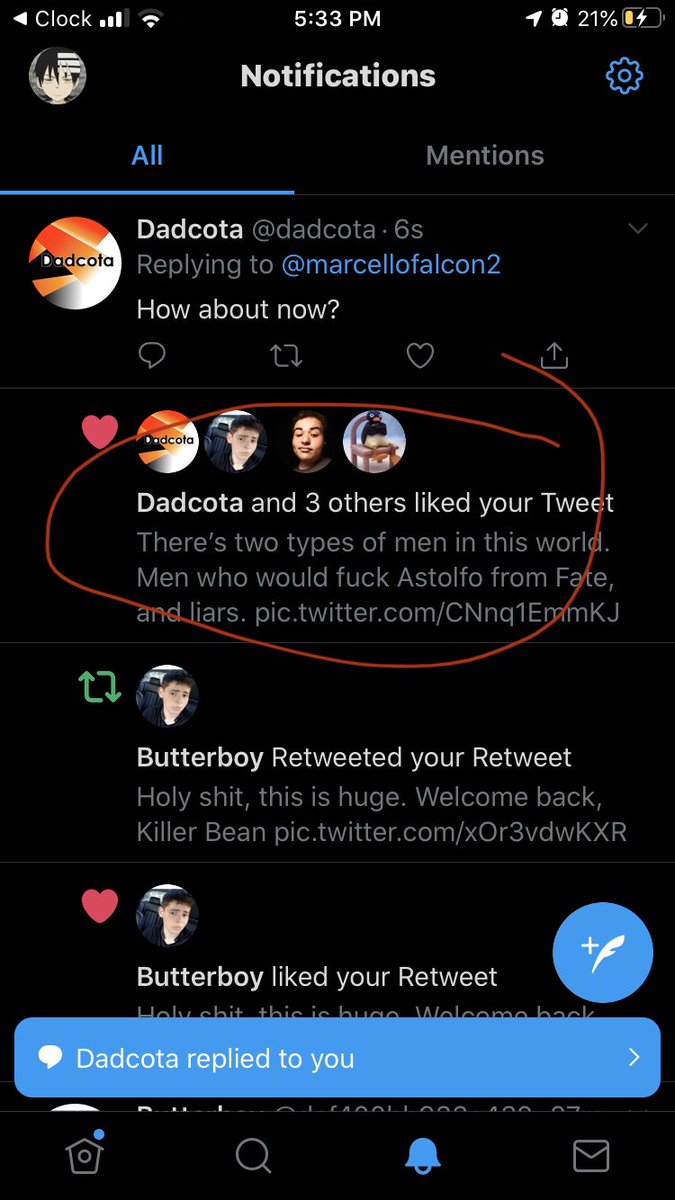 Clock 5:33 PM 21%
Notifications
All Mentions
Dadcota @dadcota · 6s
Dadcota
Replying to @marcellofalcon2
How about now?
Dadcota
Dadcota and 3 others liked your Tweet
There's two types of men in this world.
Men who would fuck Astolfo from Fate,
and liars. pic.twitter.com/CNnq1EmmKJ
Butterboy Retweeted your Retweet
Holy shit, this is huge. Welcome back,
Killer Bean pic.twitter.com/xOr3vdwKXR
Butterboy liked your Retweet
Holy shit, this is huge. Welcome back,
Dadcota replied to you
Butterboy